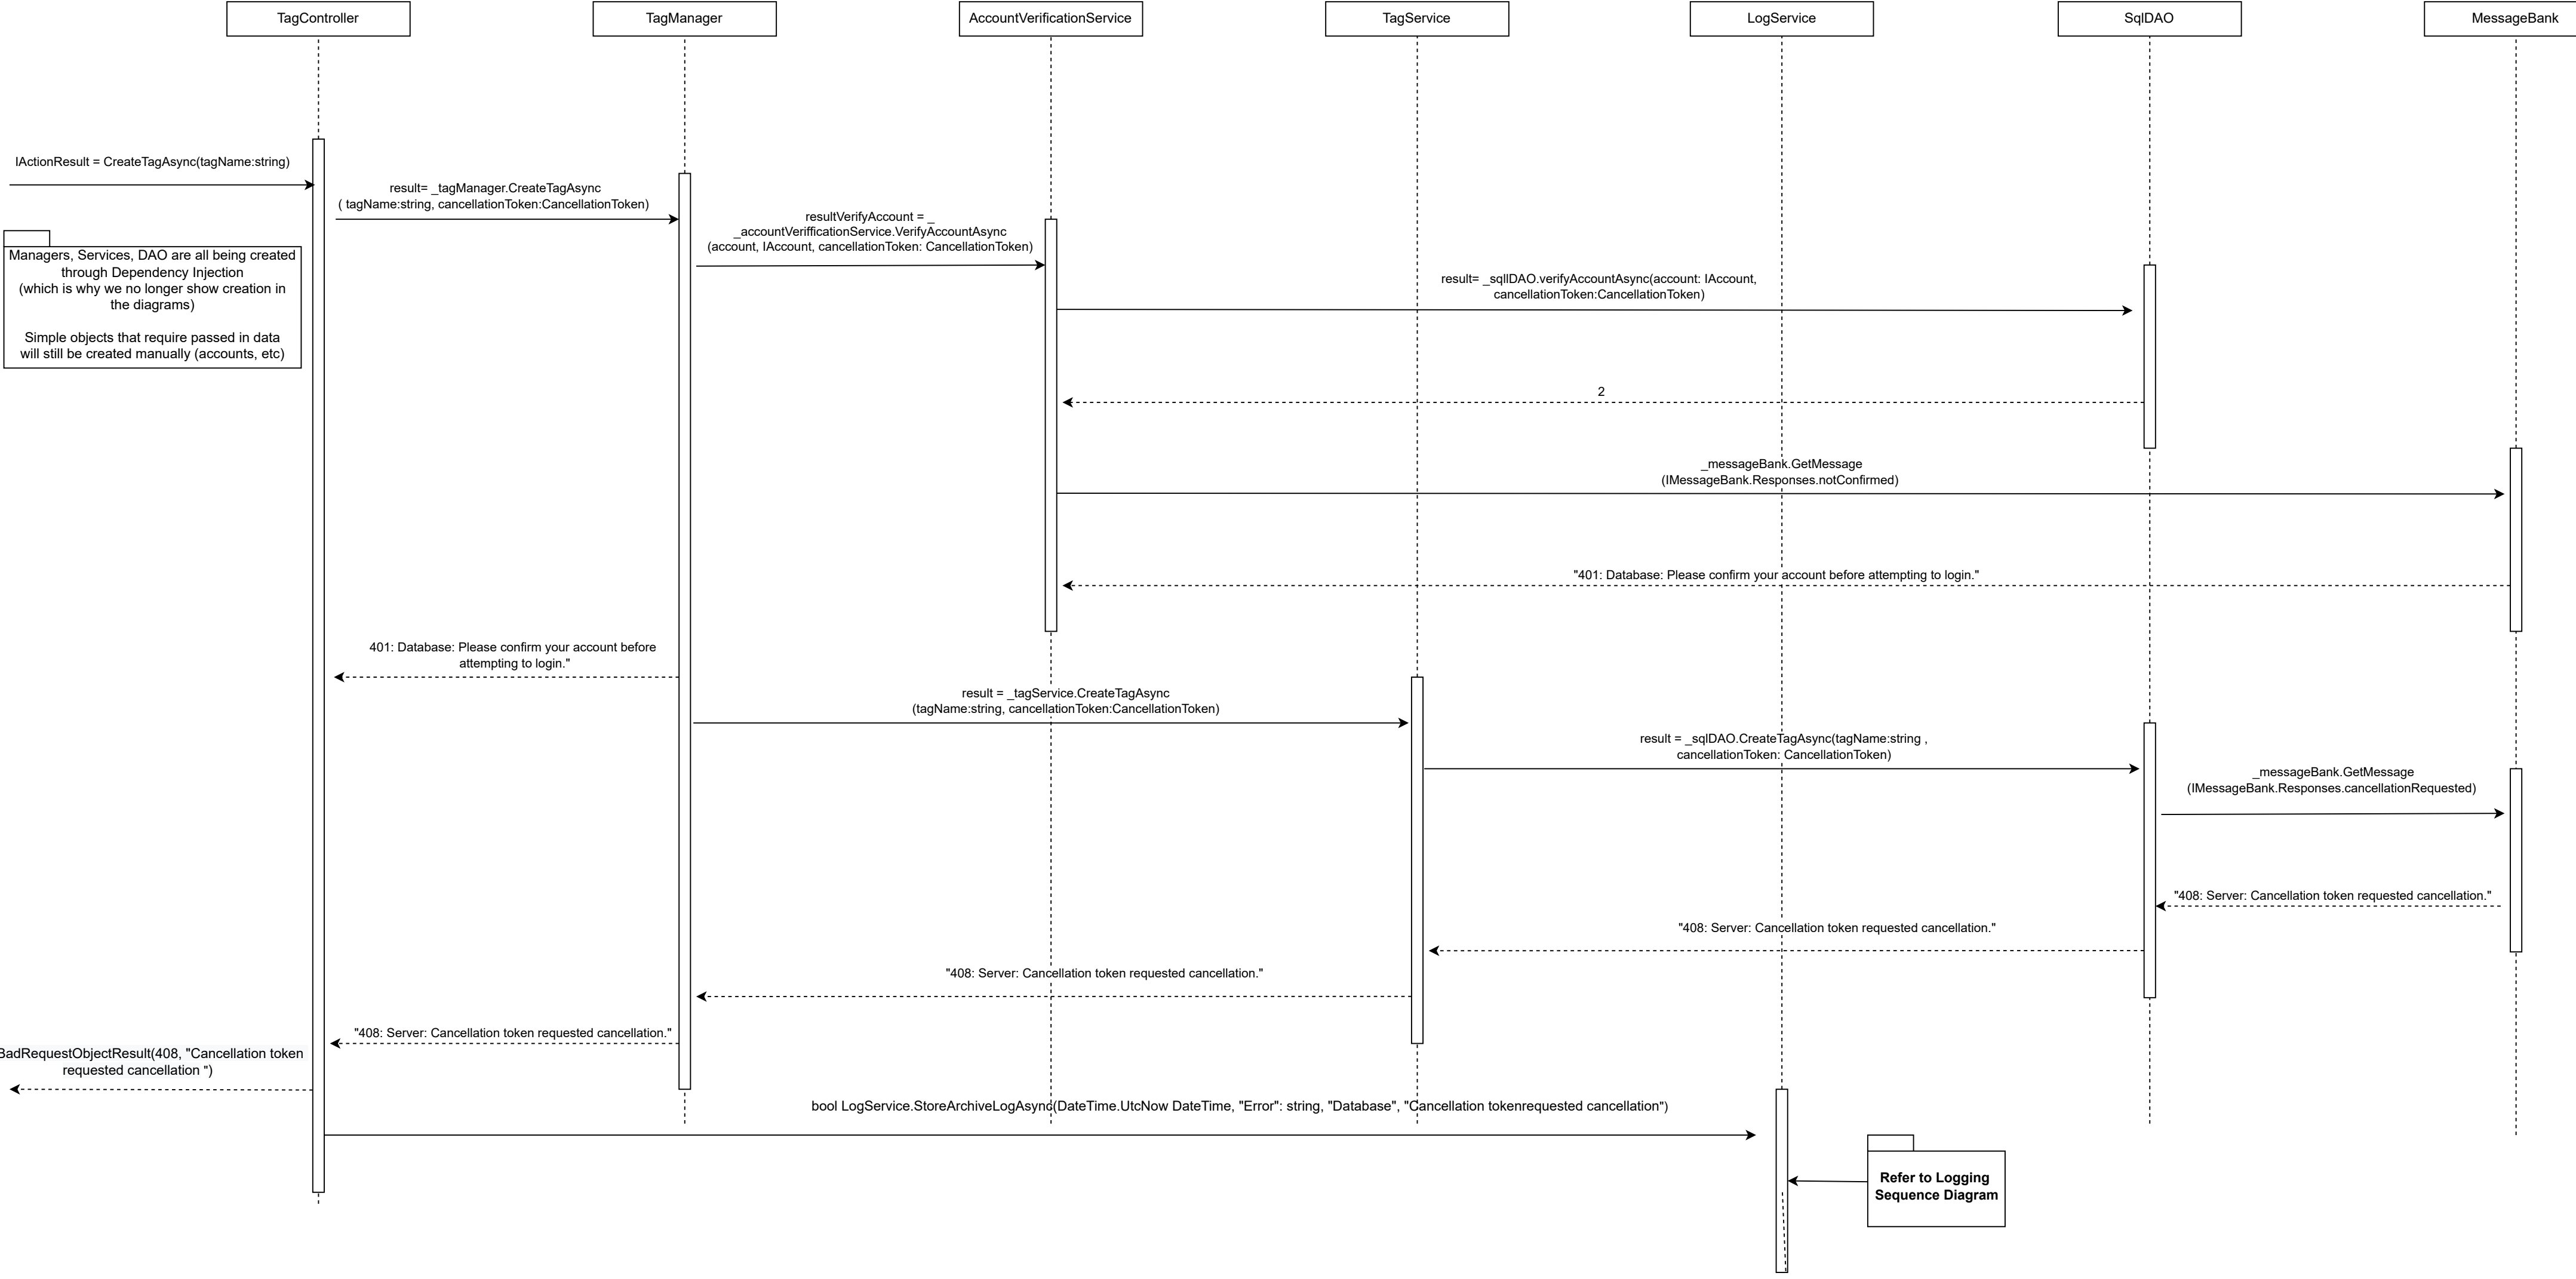 TagController
TagManager
AccountVerificationService
TagService
LogService
SqlDAO
MessageBank
IActionResult = CreateTagAsync(tagName:string)
result= _tagManager.CreateTagAsync
( tagName:string, cancellationToken:CancellationToken)
resultVerifyAccount = _
_accountVeriffificationService.VerifyAccountAsync
(account, IAccount, cancellationToken: CancellationToken)
Managers, Services, DAO are all being created
through Dependency Injection
(which is why we no longer show creation in
the diagrams)
Simple objects that require passed in data
will still be created manually (accounts, etc)
result= _sqllDAO.verifyAccountAsync(account: IAccount,
cancellationToken:CancellationToken)
2
_messageBank.GetMessage
(IMessageBank.Responses.notConfirmed)
"401: Database: Please confirm your account before attempting to login."
401: Database: Please confirm your account before
attempting to login."
result = _tagService.CreateTagAsync
(tagName:string, cancellationToken:CancellationToken)
result = _sqlDAO.CreateTagAsync(tagName:string ,
cancellationToken: CancellationToken)
_messageBank.GetMessage
(IMessageBank.Responses.cancellationRequested)
"408: Server: Cancellation token requested cancellation."
"408: Server: Cancellation token requested cancellation."
"408: Server: Cancellation token requested cancellation."
"408: Server: Cancellation token requested cancellation."
BadRequestObjectResult(408, "Cancellation token
requested cancellation ")
bool LogService.StoreArchiveLogAsync(DateTime.UtcNow DateTime, "Error": string, "Database", "Cancellation tokenrequested cancellation")
Refer to Logging
Sequence Diagram